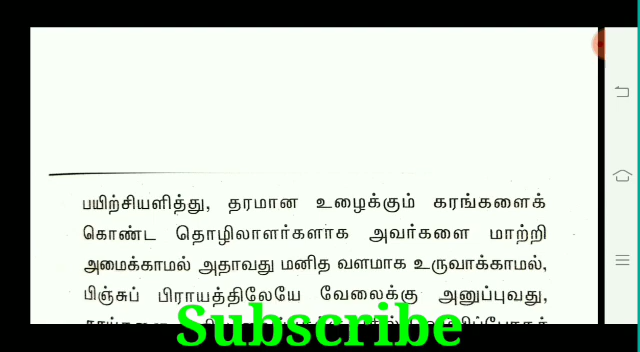 பயிற்சியளித்து, தரமான உழைக்கும் கரங்களைக்
கொண்ட தொழிலாளர்களாக அவர்களை மாற்றி
அமைக்காமல் அதாவது மனித வளமாக உருவாக்காமல்,
பிஞ்சுப் பிராயத்திலேயே வேலைக்கு அனுப்புவது,
Subscribe